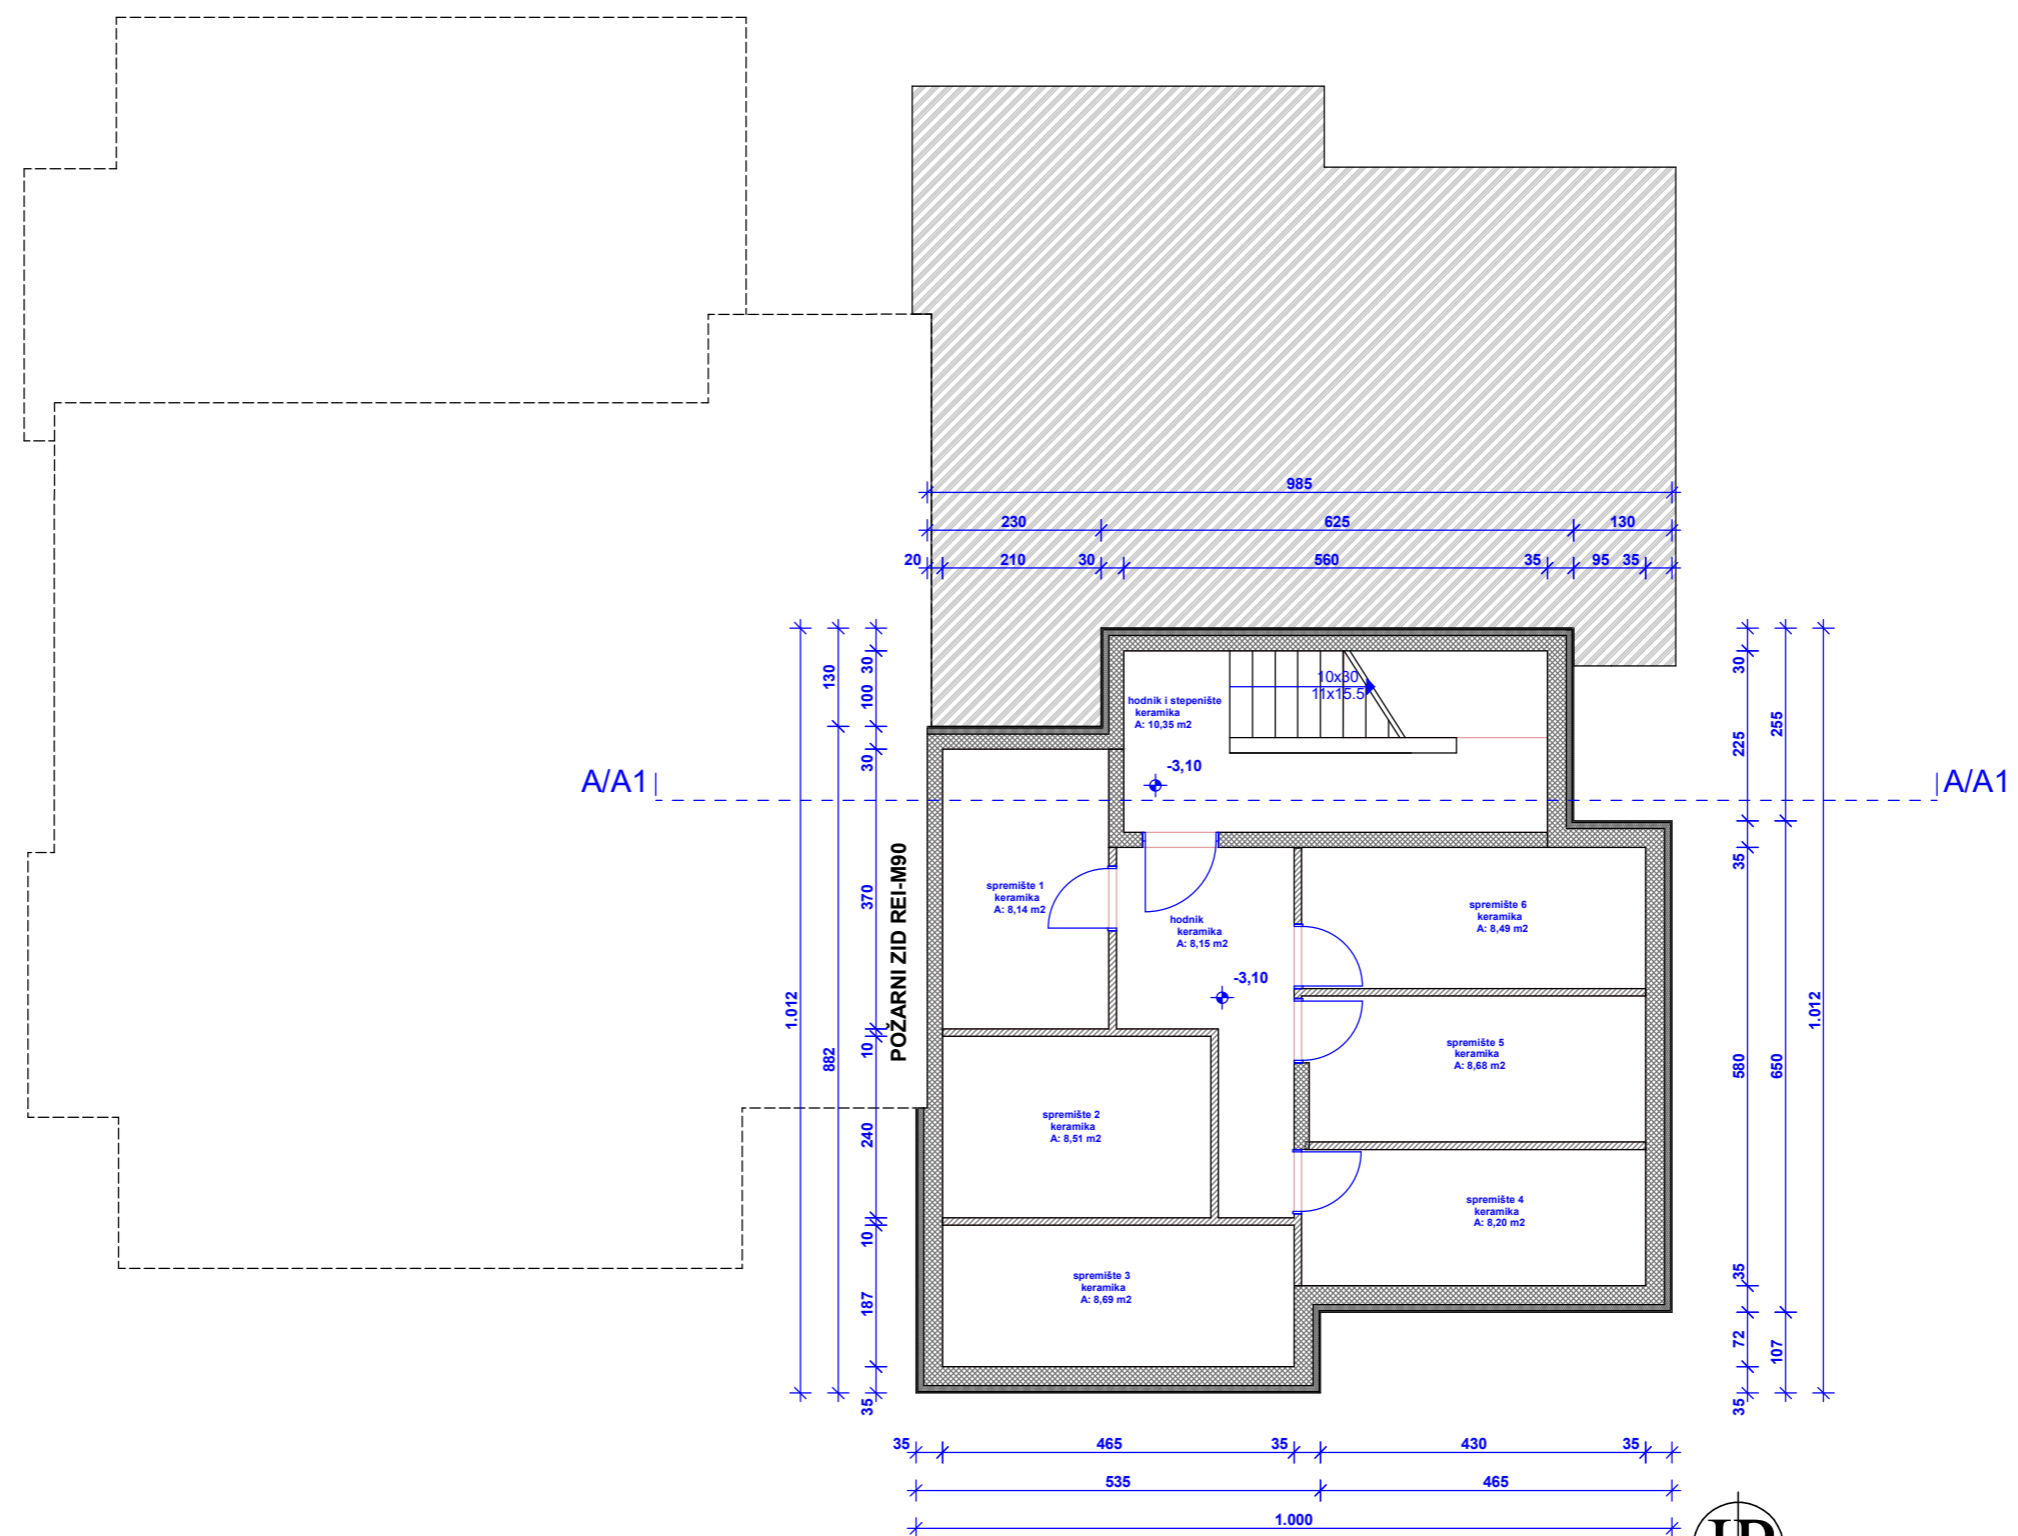 985
230 625 130
20 210 30 560 35 95 35
hodnik i stepenište
keramika
A: 10,35 m2
10x30
11x15.5
-3,10
A/A1
A/A1
POŽARNI ZID REI-M90
spremište 1
keramika
A: 8,14 m2
hodnik
keramika
A: 8,15 m2
-3,10
spremište 6
keramika
A: 8,49 m2
spremište 5
keramika
A: 8,68 m2
spremište 2
keramika
A: 8,51 m2
spremište 4
keramika
A: 8,20 m2
spremište 3
keramika
A: 8,69 m2
1.012
130 882
30 100 30 370 10 240 10 187 35
30 225 35 580 35 72 35
255 650 107
1.012
35 465 35 430 35
535 465
1.000